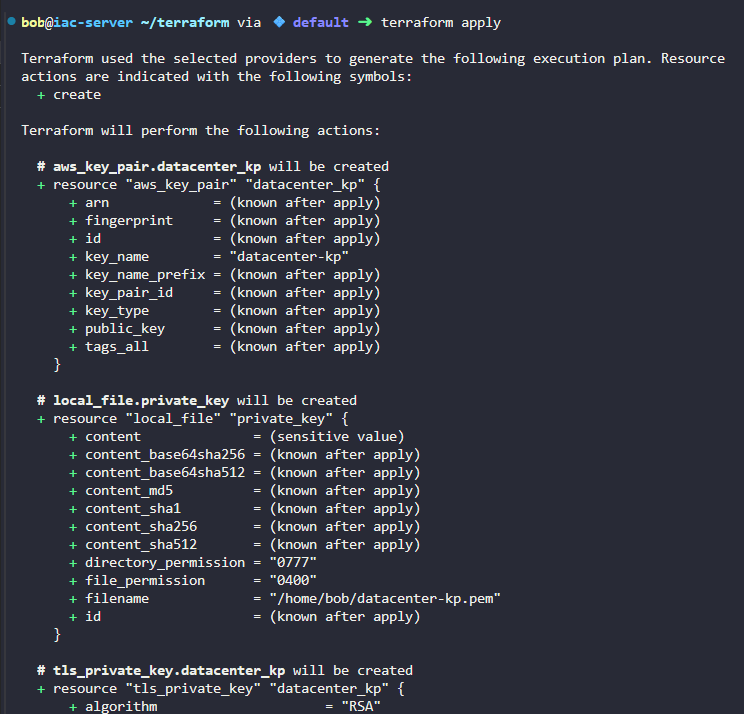 bob@iac-server ~/terraform via 💠 default ➜ terraform apply
Terraform used the selected providers to generate the following execution plan. Resource
actions are indicated with the following symbols:
  + create
Terraform will perform the following actions:
  # aws_key_pair.datacenter_kp will be created
  + resource "aws_key_pair" "datacenter_kp" {
      + arn             = (known after apply)
      + fingerprint     = (known after apply)
      + id              = (known after apply)
      + key_name        = "datacenter-kp"
      + key_name_prefix = (known after apply)
      + key_pair_id     = (known after apply)
      + key_type        = (known after apply)
      + public_key      = (known after apply)
      + tags_all        = (known after apply)
    }
  # local_file.private_key will be created
  + resource "local_file" "private_key" {
      + content              = (sensitive value)
      + content_base64sha256 = (known after apply)
      + content_base64sha512 = (known after apply)
      + content_md5          = (known after apply)
      + content_sha1         = (known after apply)
      + content_sha256       = (known after apply)
      + content_sha512       = (known after apply)
      + directory_permission = "0777"
      + file_permission      = "0400"
      + filename             = "/home/bob/datacenter-kp.pem"
      + id                   = (known after apply)
    }
  # tls_private_key.datacenter_kp will be created
  + resource "tls_private_key" "datacenter_kp" {
      + algorithm                     = "RSA"